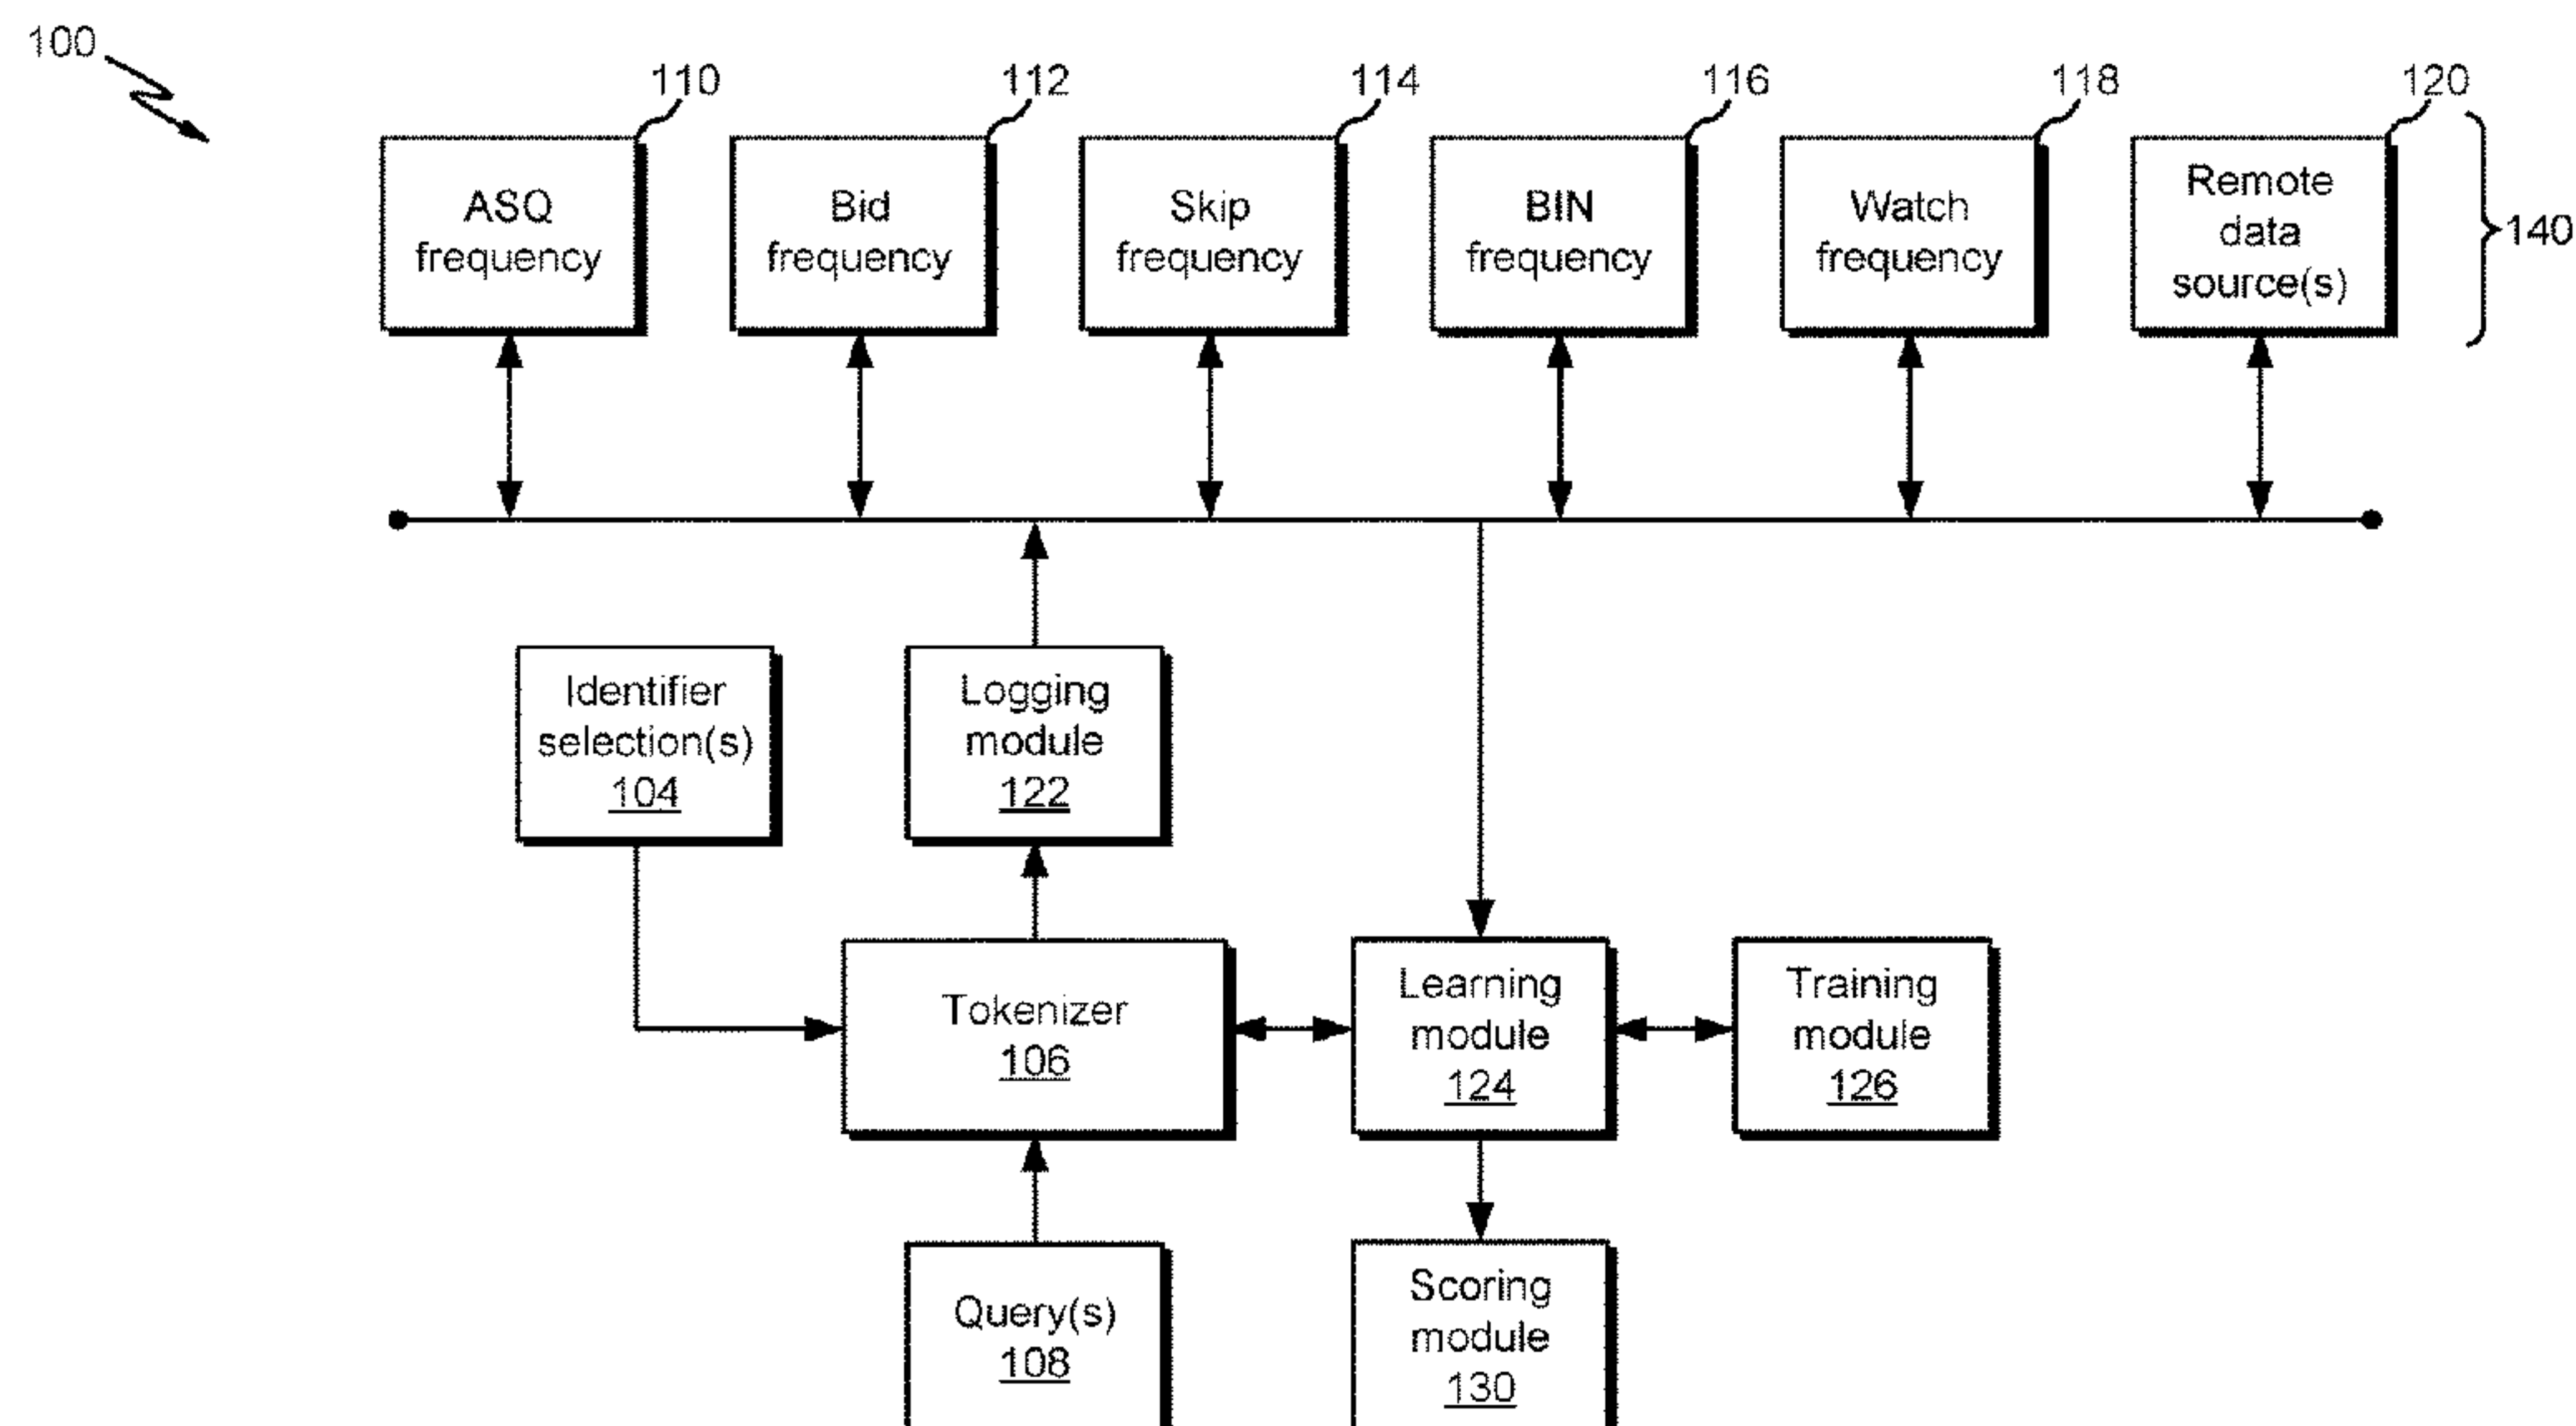 100
110
112
114
116
118
120
ASQ
frequency
Bid
frequency
Skip
frequency
BIN
frequency
Watch
frequency
Remote
data
source(s)
140
Identifier
selection(s)
104
Logging
module
122
Tokenizer
106
Learning
module
124
Training
module
126
Query(s)
108
Scoring
module
130